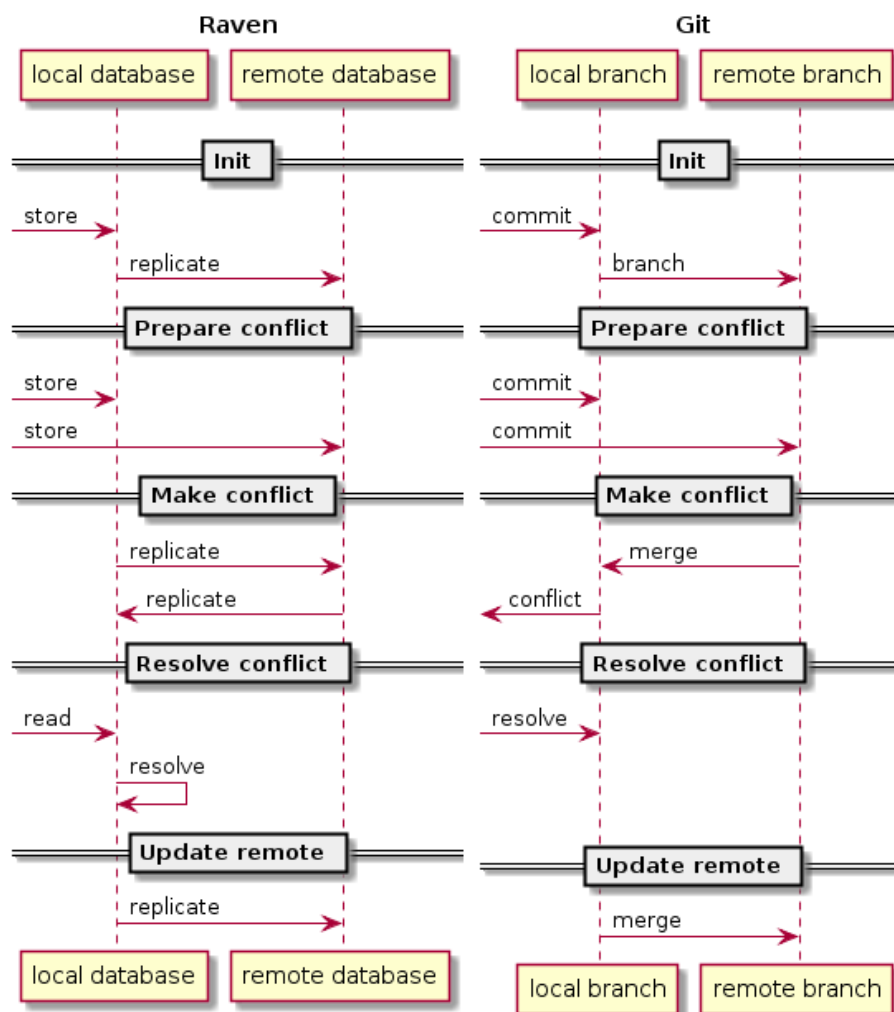 Raven
local database
remote database
Init
store
replicate
Prepare conflict
store
store
Make conflict
replicate
replicate
Resolve conflict
read
resolve
Update remote
replicate
local database
remote database
Git
local branch
remote branch
Init
commit
branch
Prepare conflict
commit
commit
Make conflict
merge
conflict
Resolve conflict
resolve
Update remote
merge
local branch
remote branch